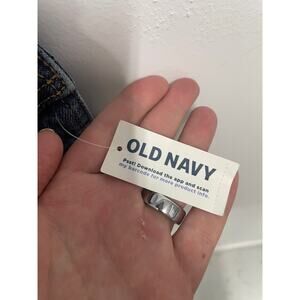 OLD NAVY
Psst! Download the app and scan
my barcode for more product info.